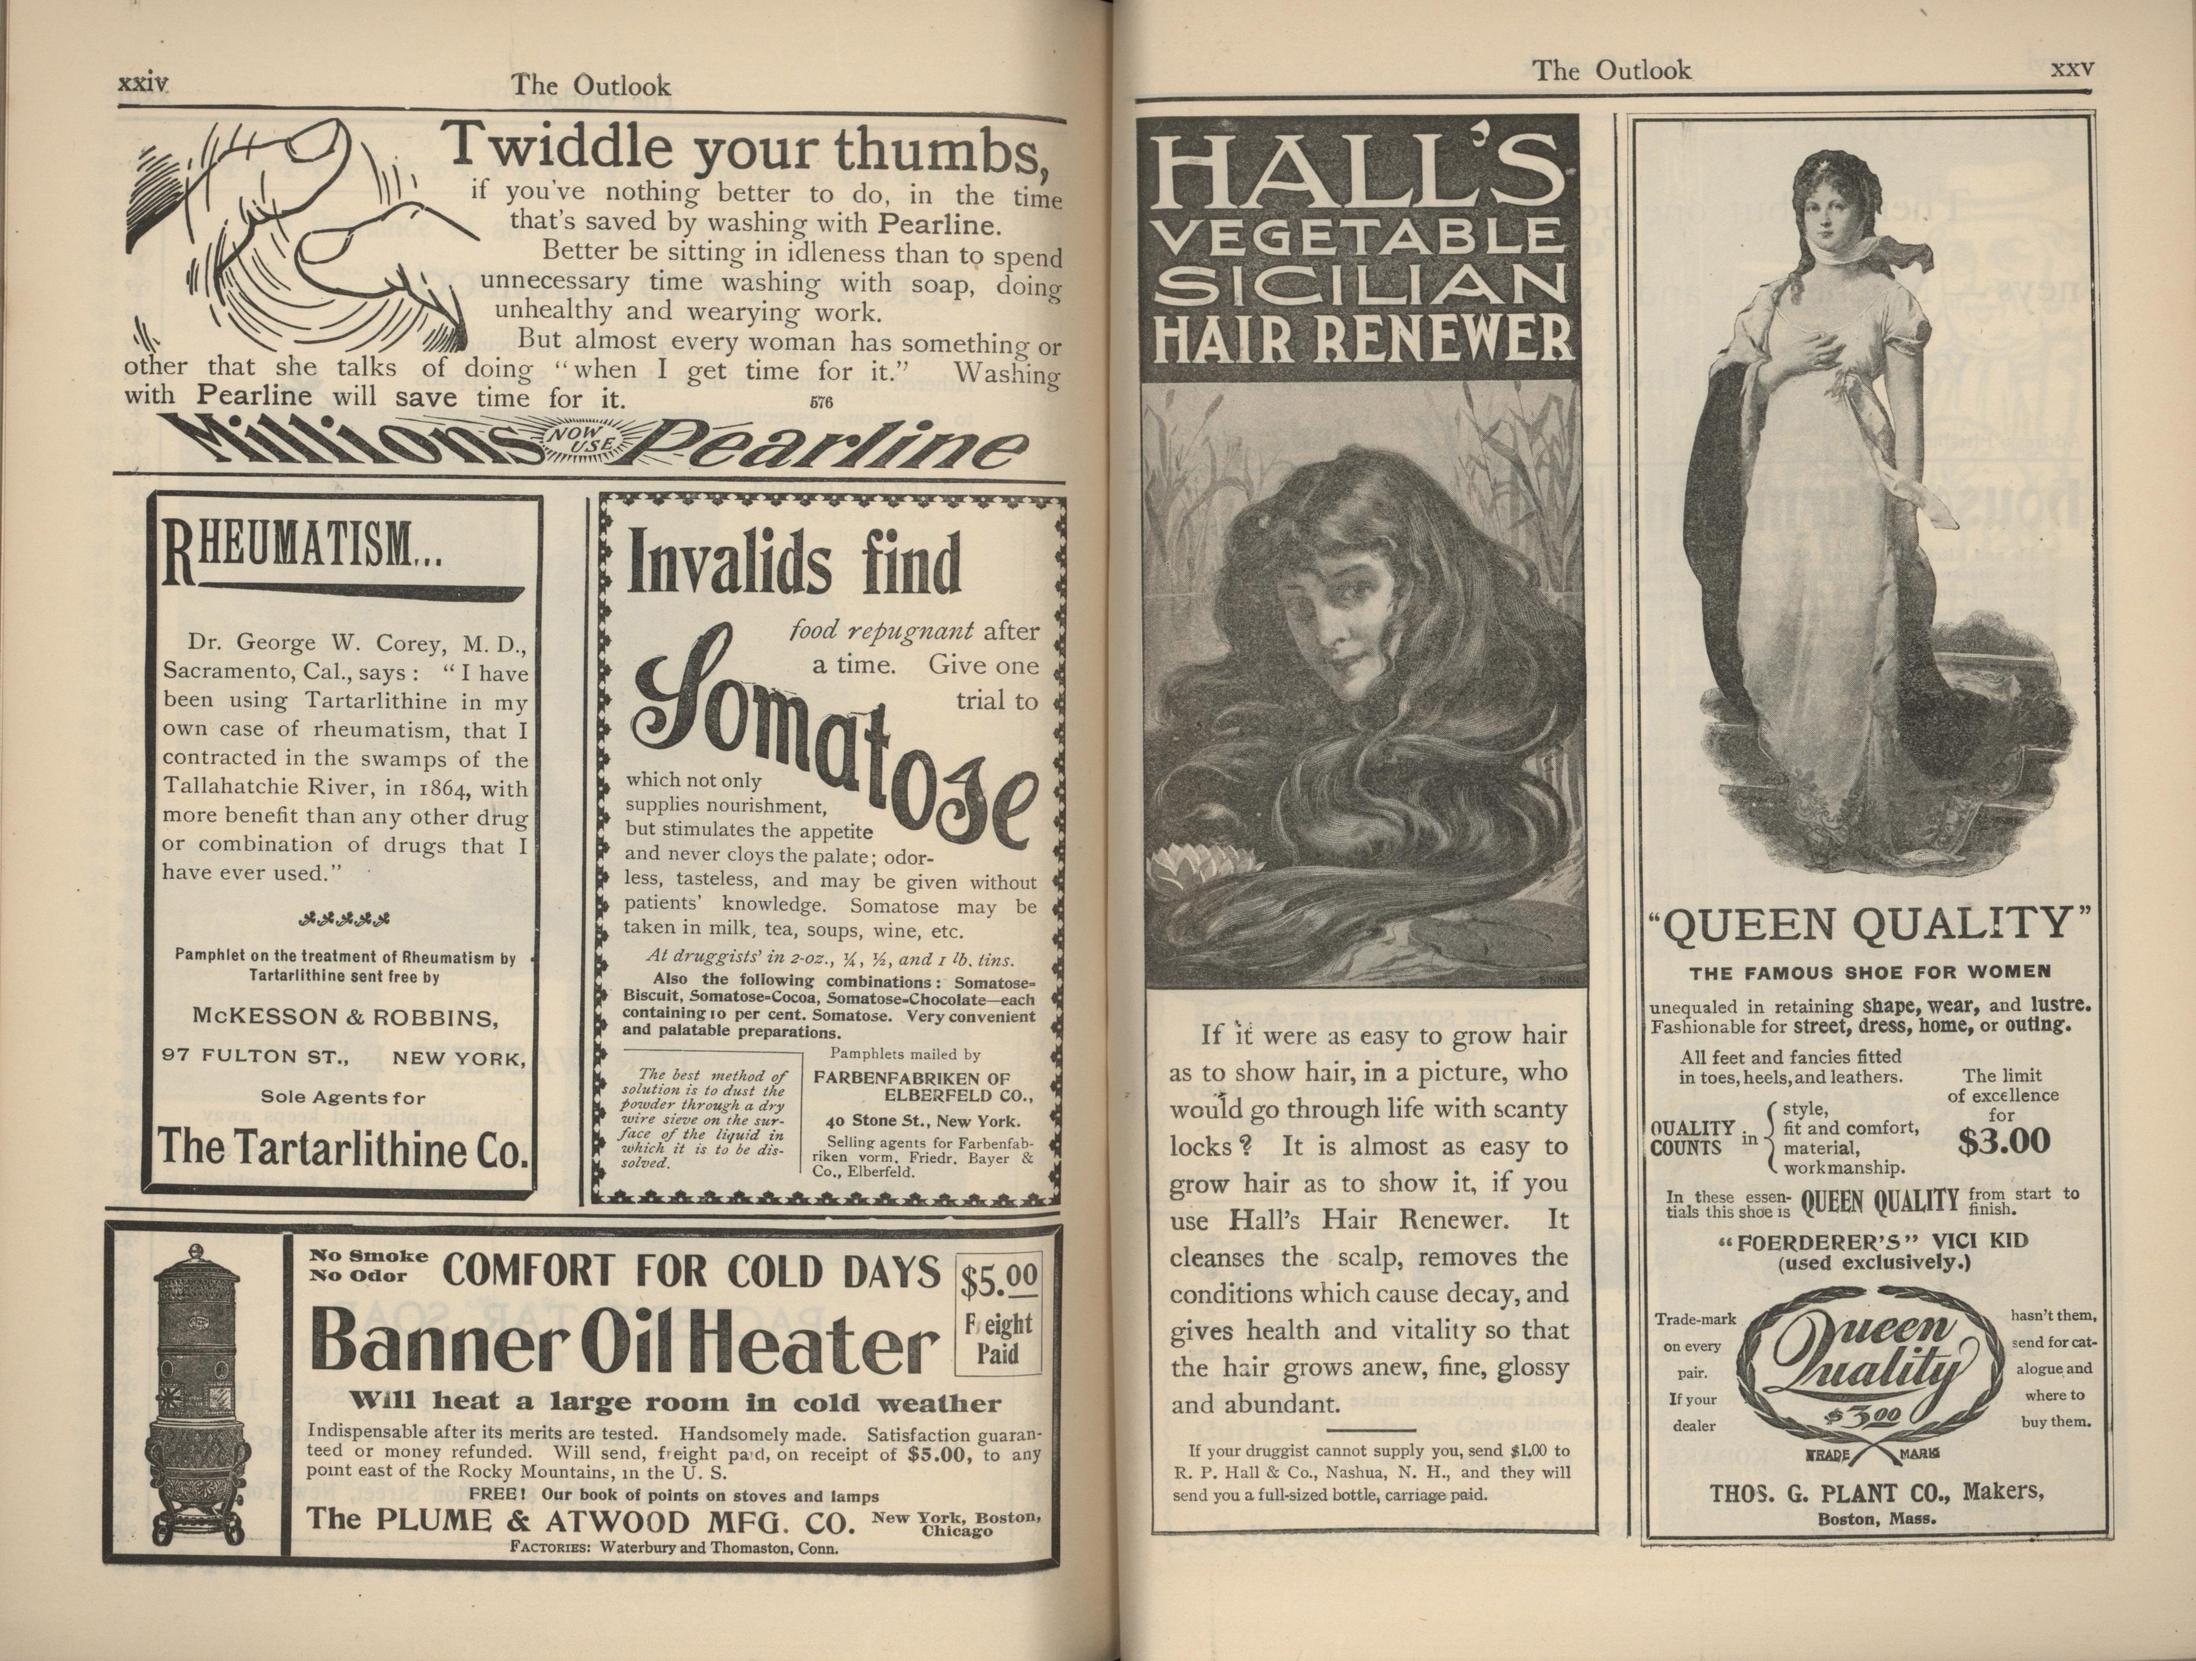 xxiv
The Outlook
Twiddle your thumbs,
if you've nothing better to do, in the time
that's saved by washing with Pearline.
Better be sitting in idleness than to spend
unnecessary time washing with soap, doing
unhealthy and wearying work.
But almost every woman has something or
other that she talks of doing "when I get time for it." Washing
with Pearline will save time for it.
576
Millions NOW USE Pearline
RHEUMATISM...
Dr. George W. Corey, M. D.,
Sacramento, Cal., says: "I have
been using Tartarlithine in my
own case of rheumatism, that I
contracted in the swamps of the
Tallahatchie River, in 1864, with
more benefit than any other drug
or combination of drugs that I
have ever used."
Pamphlet on the treatment of Rheumatism by
Tartarlithine sent free by
McKESSON & ROBBINS,
97 FULTON ST., NEW YORK,
Sole Agents for
The Tartarlithine Co.
Invalids find
food repugnant after
a time. Give one
trial to
Somatose
which not only
supplies nourishment,
but stimulates the appetite
and never cloys the palate; odor-
less, tasteless, and may be given without
patients' knowledge. Somatose may be
taken in milk, tea, soups, wine, etc.
At druggists' in 2-oz., ¼, ½, and 1 lb. tins.
Also the following combinations: Somatose-
Biscuit, Somatose-Cocoa, Somatose-Chocolate—each
containing 10 per cent. Somatose. Very convenient
and palatable preparations.
The best method of
solution is to dust the
powder through a dry
wire sieve on the sur-
face of the liquid in
which it is to be dis-
solved.
Pamphlets mailed by
FARBENFABRIKEN OF
ELBERFELD CO.,
40 Stone St., New York.
Selling agents for Farbenfab-
riken vorm. Friedr. Bayer &
Co., Elberfeld.
No Smoke
No Odor
COMFORT FOR COLD DAYS
Banner Oil Heater
$5.00
Freight
Paid
Will heat a large room in cold weather
Indispensable after its merits are tested. Handsomely made. Satisfaction guaran-
teed or money refunded. Will send, freight paid, on receipt of $5.00, to any
point east of the Rocky Mountains, in the U. S.
FREE! Our book of points on stoves and lamps
The PLUME & ATWOOD MFG. CO. New York, Boston,
Chicago
FACTORIES: Waterbury and Thomaston, Conn.
The Outlook
xxv
HALL'S
VEGETABLE
SICILIAN
HAIR RENEWER
BINNER
If it were as easy to grow hair
as to show hair, in a picture, who
would go through life with scanty
locks? It is almost as easy to
grow hair as to show it, if you
use Hall's Hair Renewer. It
cleanses the scalp, removes the
conditions which cause decay, and
gives health and vitality so that
the hair grows anew, fine, glossy
and abundant.
If your druggist cannot supply you, send $1.00 to
R. P. Hall & Co., Nashua, N. H., and they will
send you a full-sized bottle, carriage paid.
"QUEEN QUALITY"
THE FAMOUS SHOE FOR WOMEN
unequaled in retaining shape, wear, and lustre.
Fashionable for street, dress, home, or outing.
All feet and fancies fitted
in toes, heels, and leathers.
QUALITY
COUNTS
in
style,
fit and comfort,
material,
workmanship.
The limit
of excellence
for
$3.00
In these essen-
tials this shoe is
QUEEN QUALITY
from start to
finish.
"FOERDERER'S" VICI KID
(used exclusively.)
Trade-mark
on every
pair.
If your
dealer
Queen
Quality
$3.00
TRADE MARK
hasn't them,
send for cat-
alogue and
where to
buy them.
THOS. G. PLANT CO., Makers,
Boston, Mass.